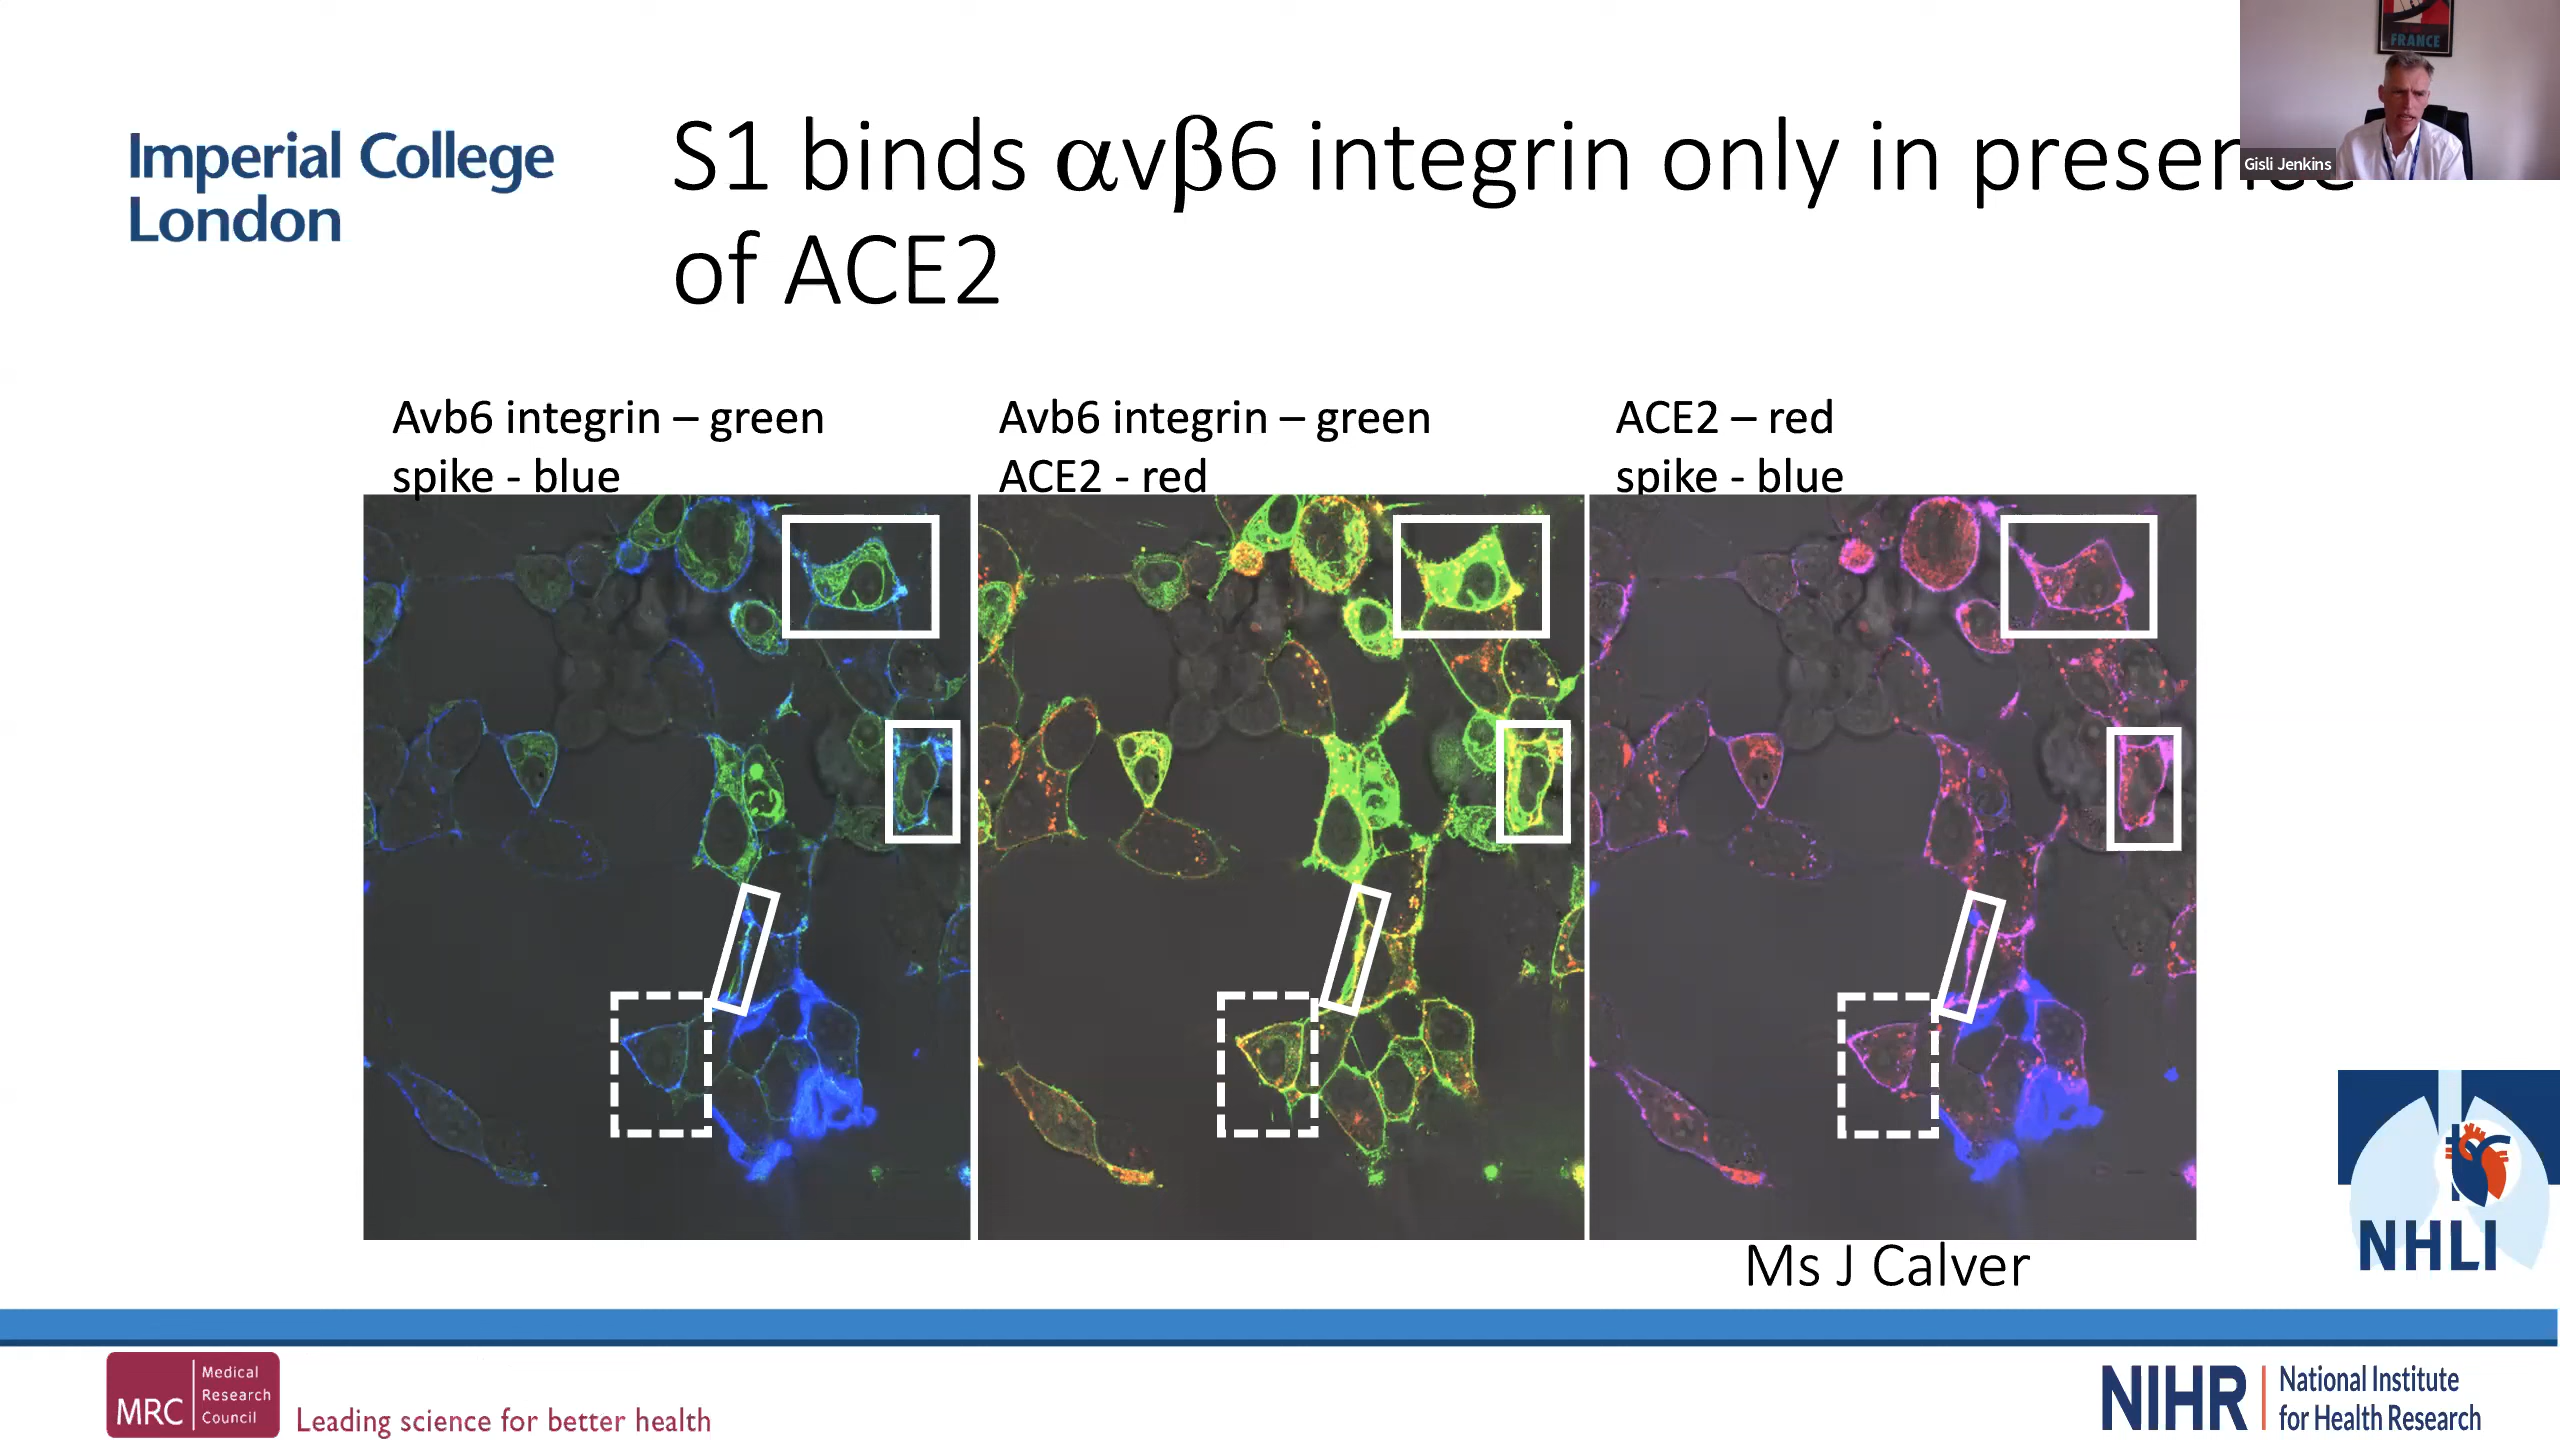 FRANCE
Gisli Jenkins
Imperial College
London
S1 binds αvβ6 integrin only in presence
of ACE2
Avb6 integrin – green
spike - blue
Avb6 integrin – green
ACE2 - red
ACE2 – red
spike - blue
Ms J Calver
NHLI
MRC
Medical
Research
Council
Leading science for better health
NIHR
National Institute
for Health Research